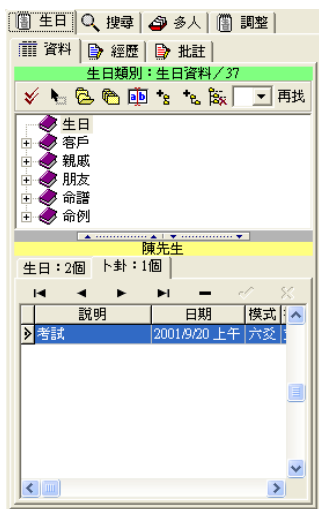 生日 搜尋 多人 調整
資料 經歷 批註
生日類別：生日資料／37
再找
生日
客戶
親戚
朋友
命譜
命例
陳先生
生日：2個 卜卦：1個
說明 日期 模式
考試 2001/9/20 上午 六爻